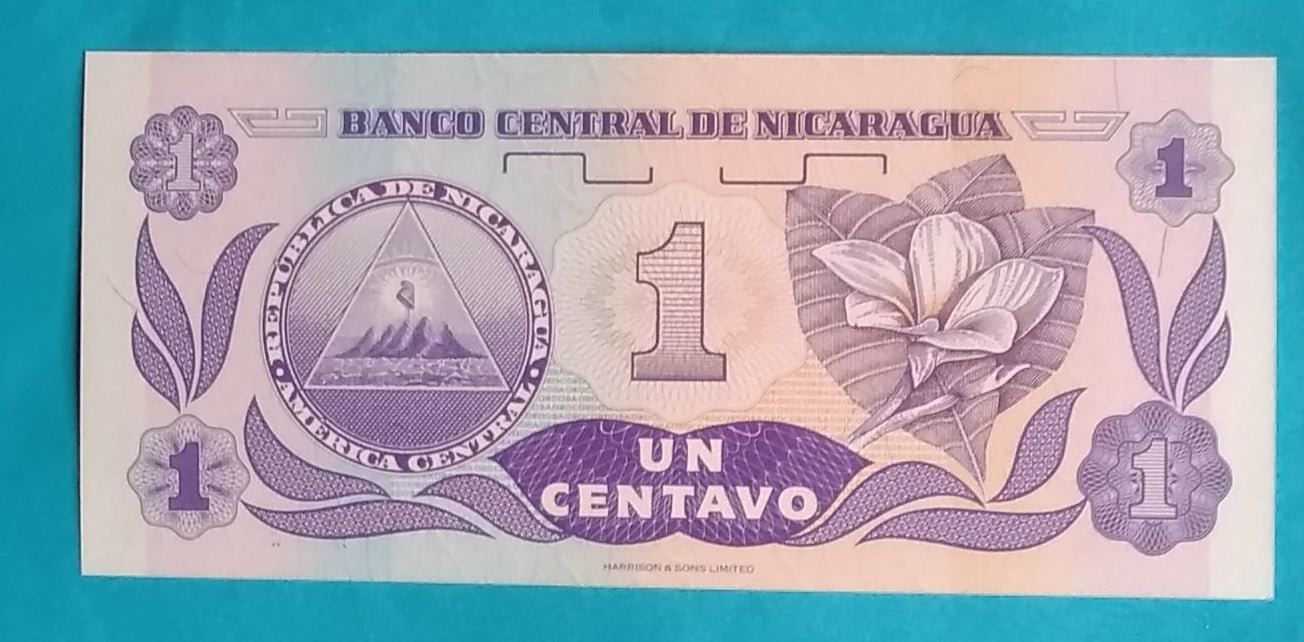 BANCO CENTRAL DE NICARAGUA
1
1
REPUBLICA DE NICARAGUA
AMERICA CENTRAL
1
1
UN
CENTAVO
1
HARRISON & SONS LIMITED